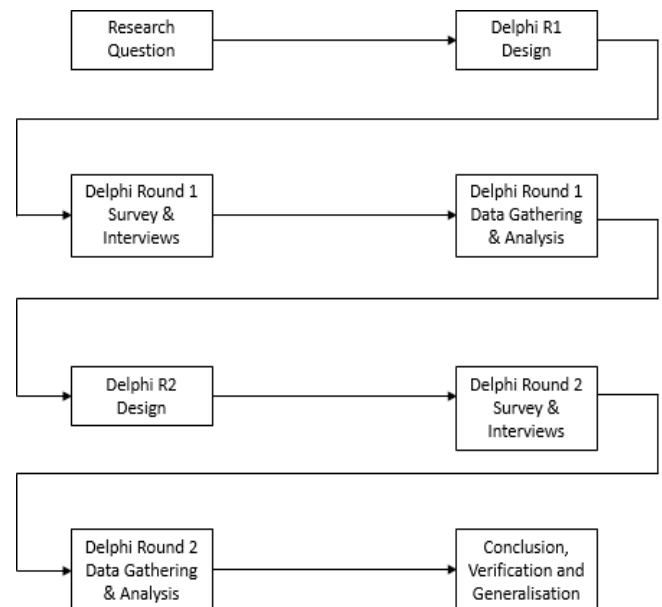 Research
Question
Delphi R1
Design
Delphi Round 1
Survey &
Interviews
Delphi Round 1
Data Gathering
& Analysis
Delphi R2
Design
Delphi Round 2
Survey &
Interviews
Delphi Round 2
Data Gathering
& Analysis
Conclusion,
Verification and
Generalisation